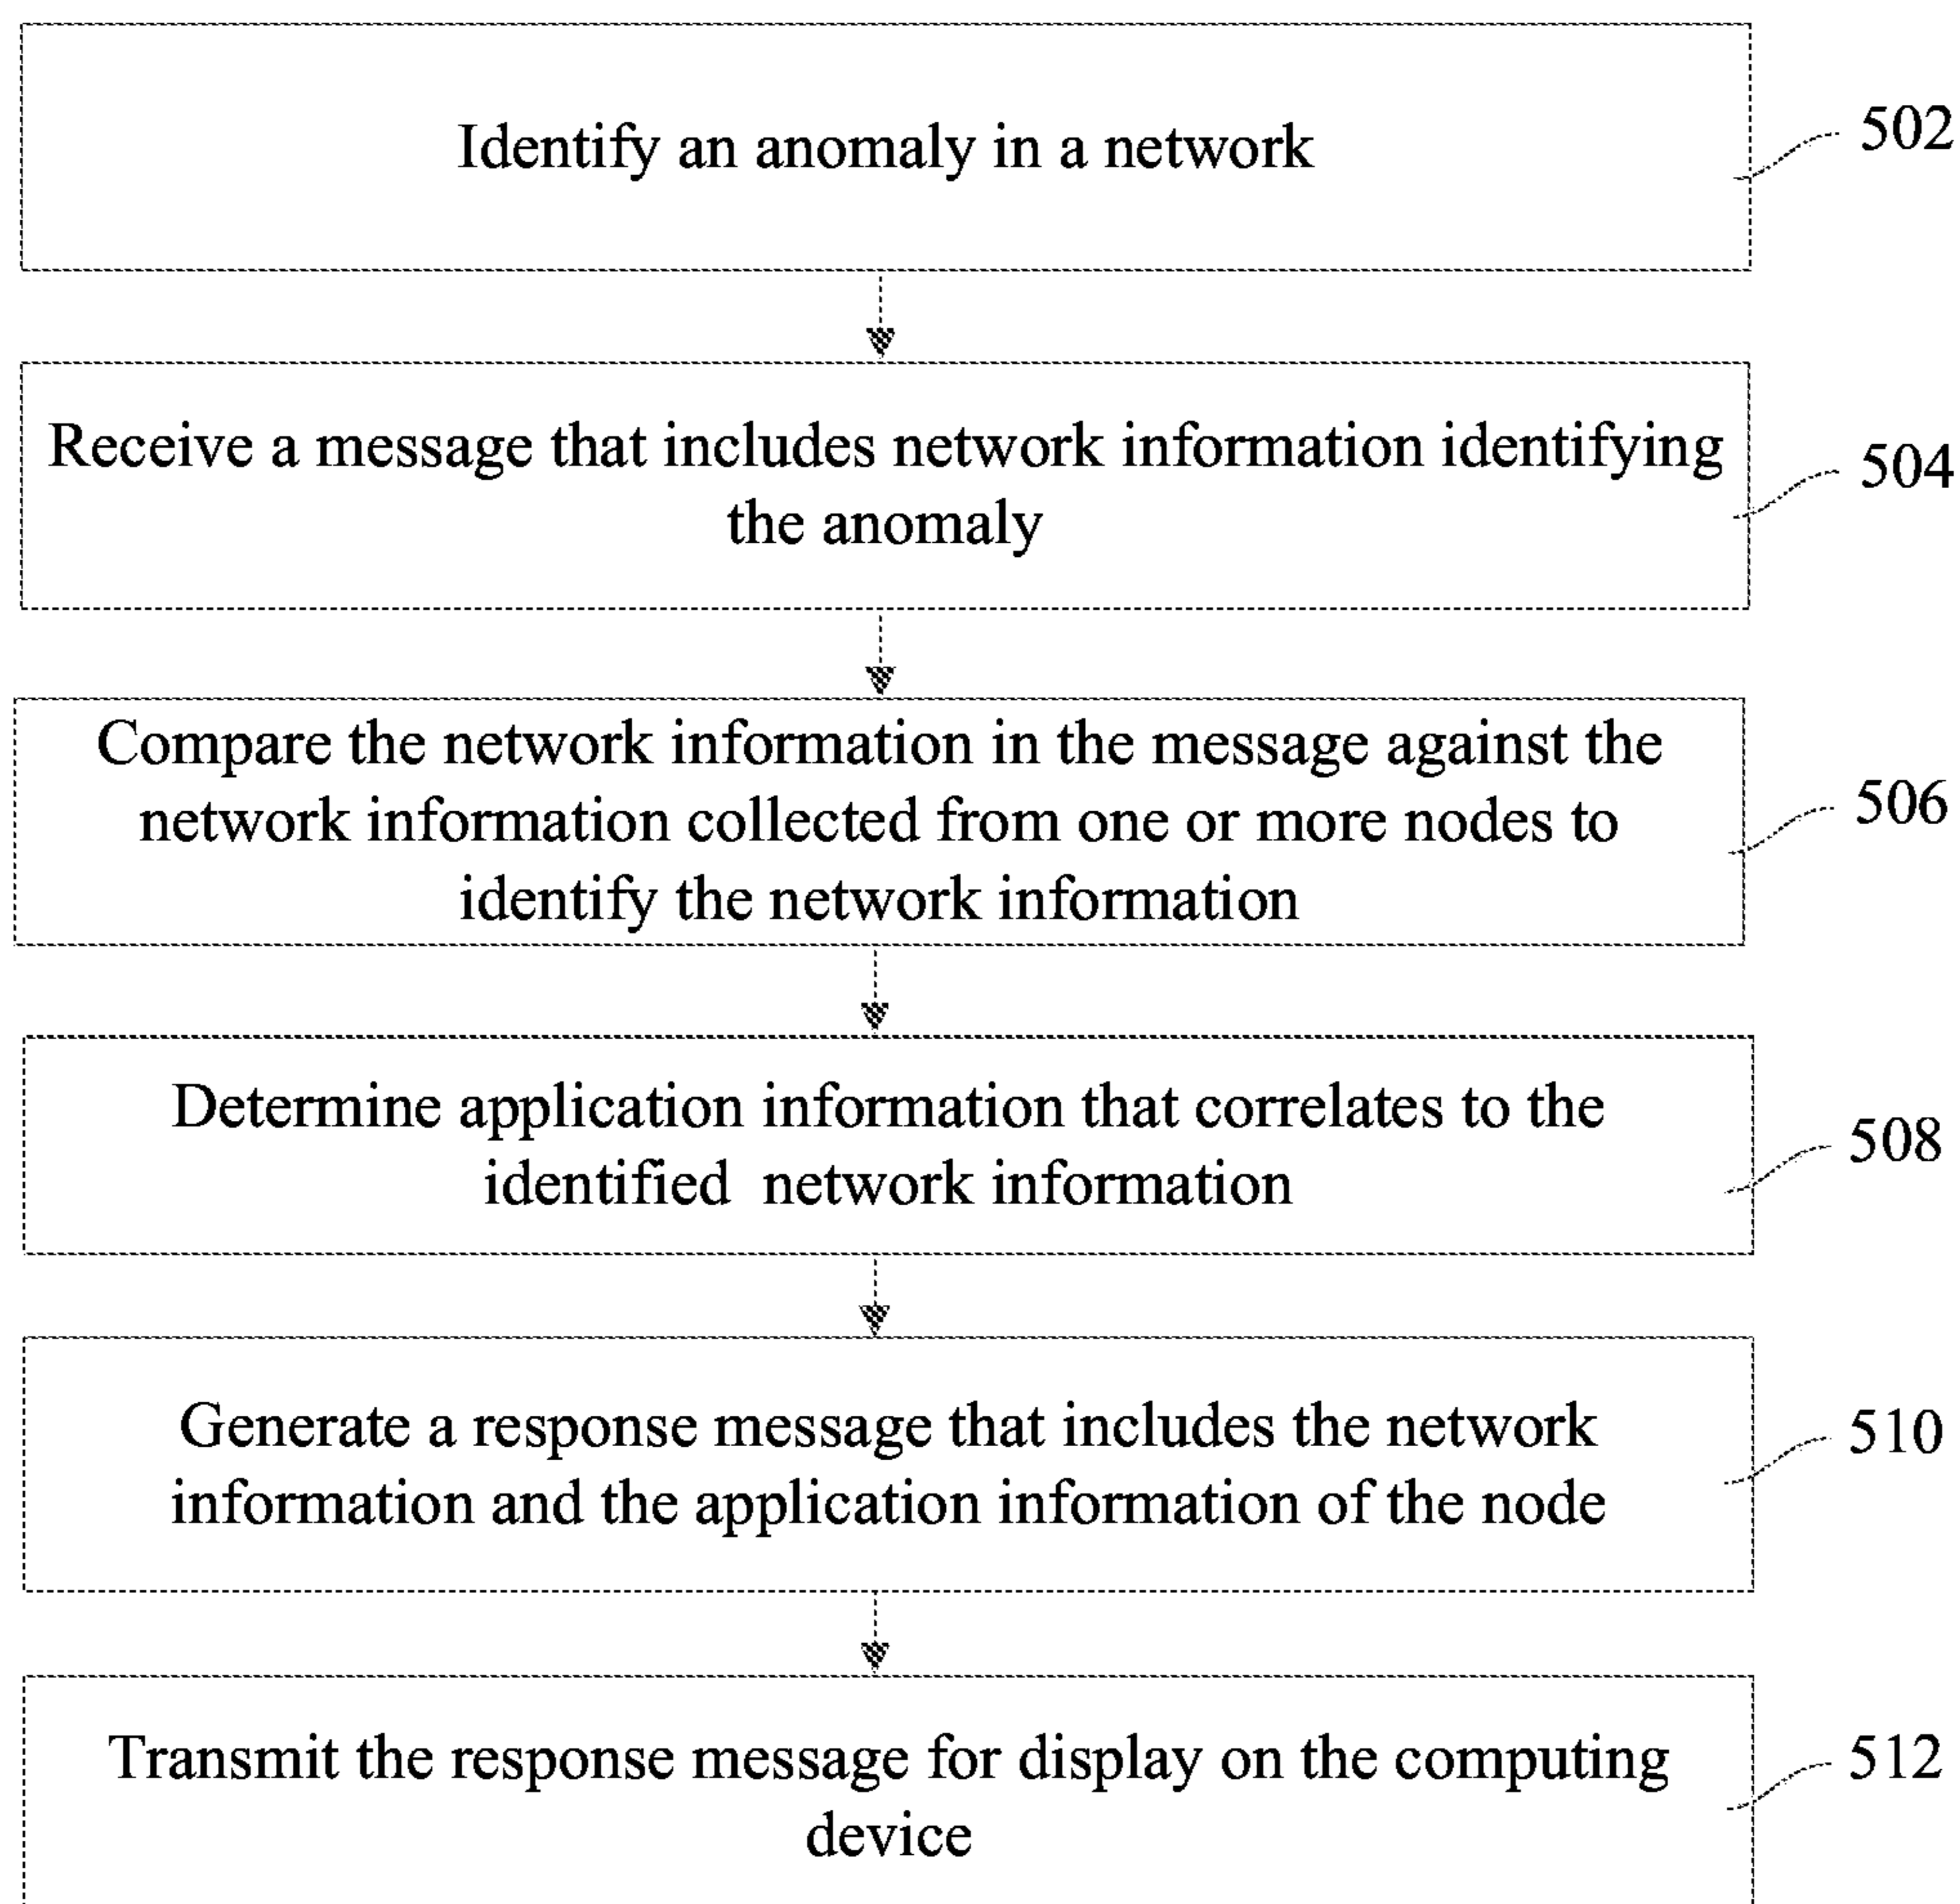 Identify an anomaly in a network
502
Receive a message that includes network information identifying
the anomaly
504
Compare the network information in the message against the
network information collected from one or more nodes to
identify the network information
506
Determine application information that correlates to the
identified network information
508
Generate a response message that includes the network
information and the application information of the node
510
Transmit the response message for display on the computing
device
512